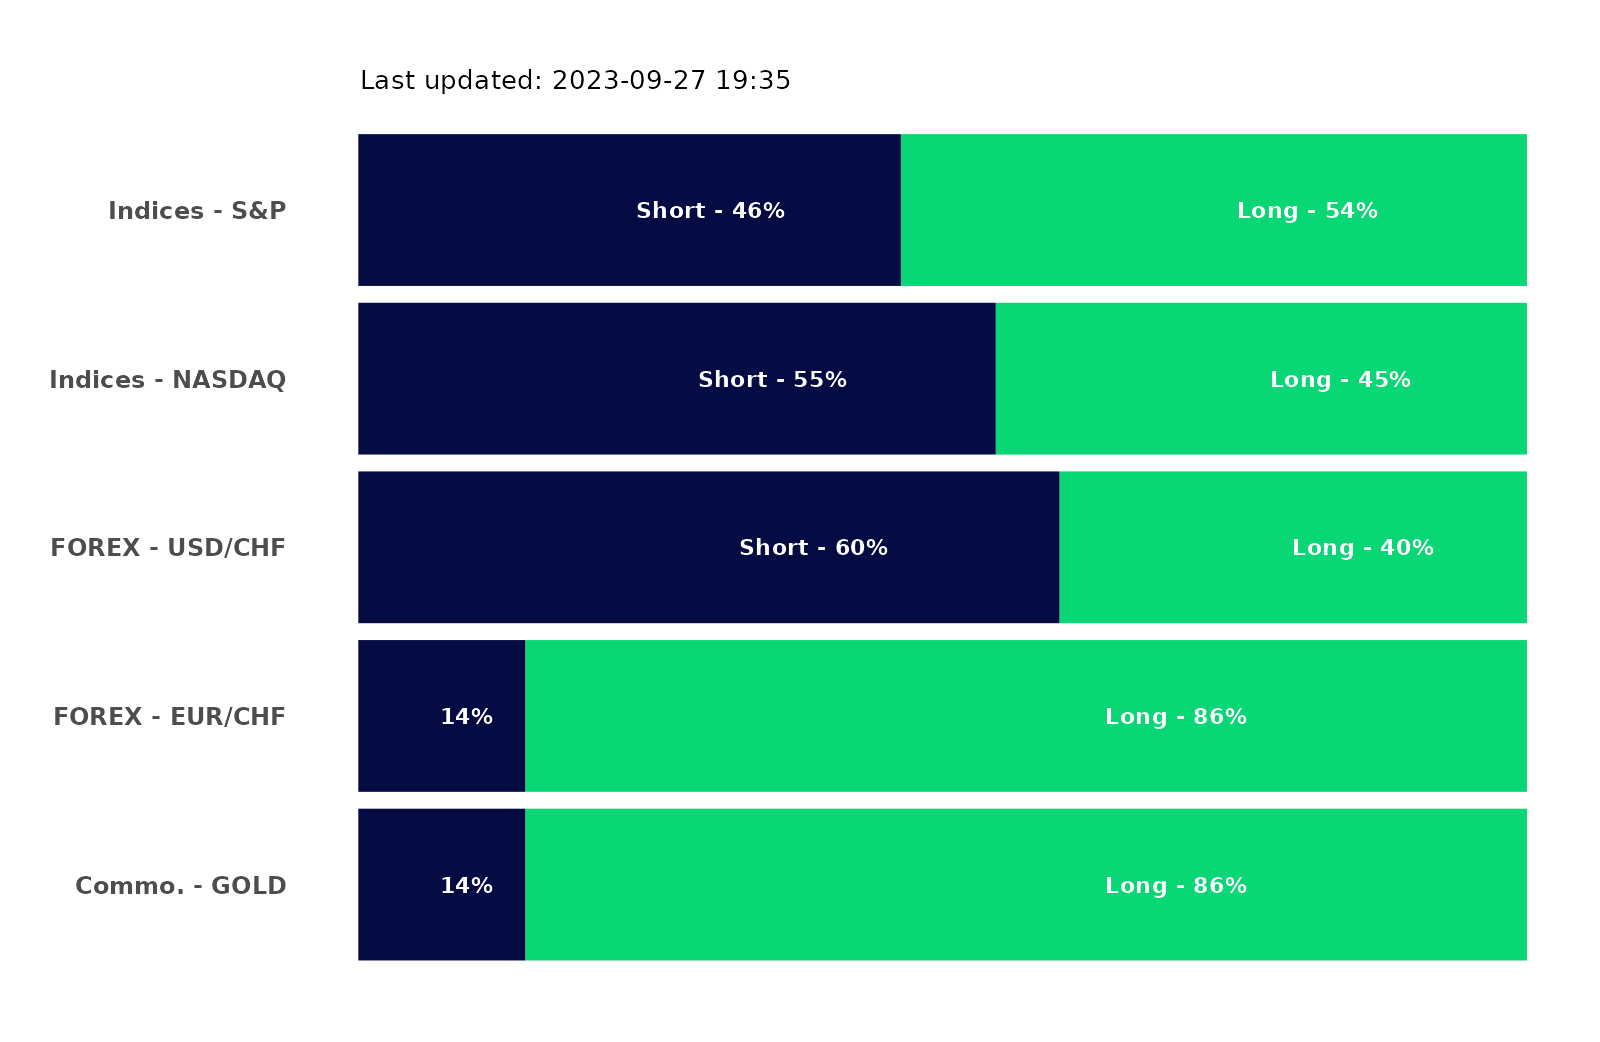 Last updated: 2023-09-27 19:35
Indices - S&P Short - 46% Long - 54%
Indices - NASDAQ Short - 55% Long - 45%
FOREX - USD/CHF Short - 60% Long - 40%
FOREX - EUR/CHF 14% Long - 86%
Commo. - GOLD 14% Long - 86%